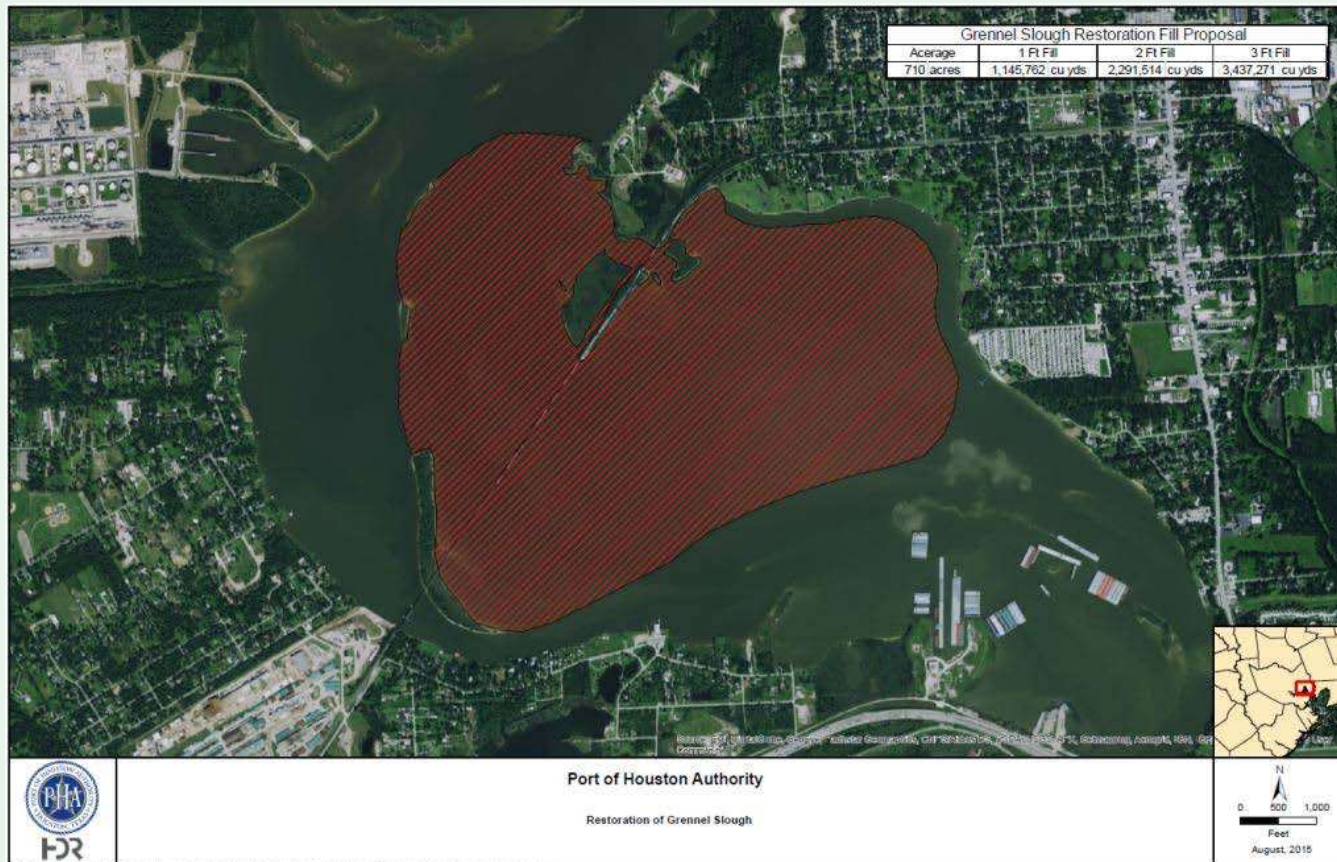 Grennel Slough Restoration Fill Proposal
Acerage 1 Ft Fill 2 Ft Fill 3 Ft Fill
710 acres 1,145,762 cu yds 2,291,514 cu yds 3,437,271 cu yds
Port of Houston Authority
Restoration of Grennel Slough
PHA
HDR
N
0 500 1,000
Feet
August, 2015